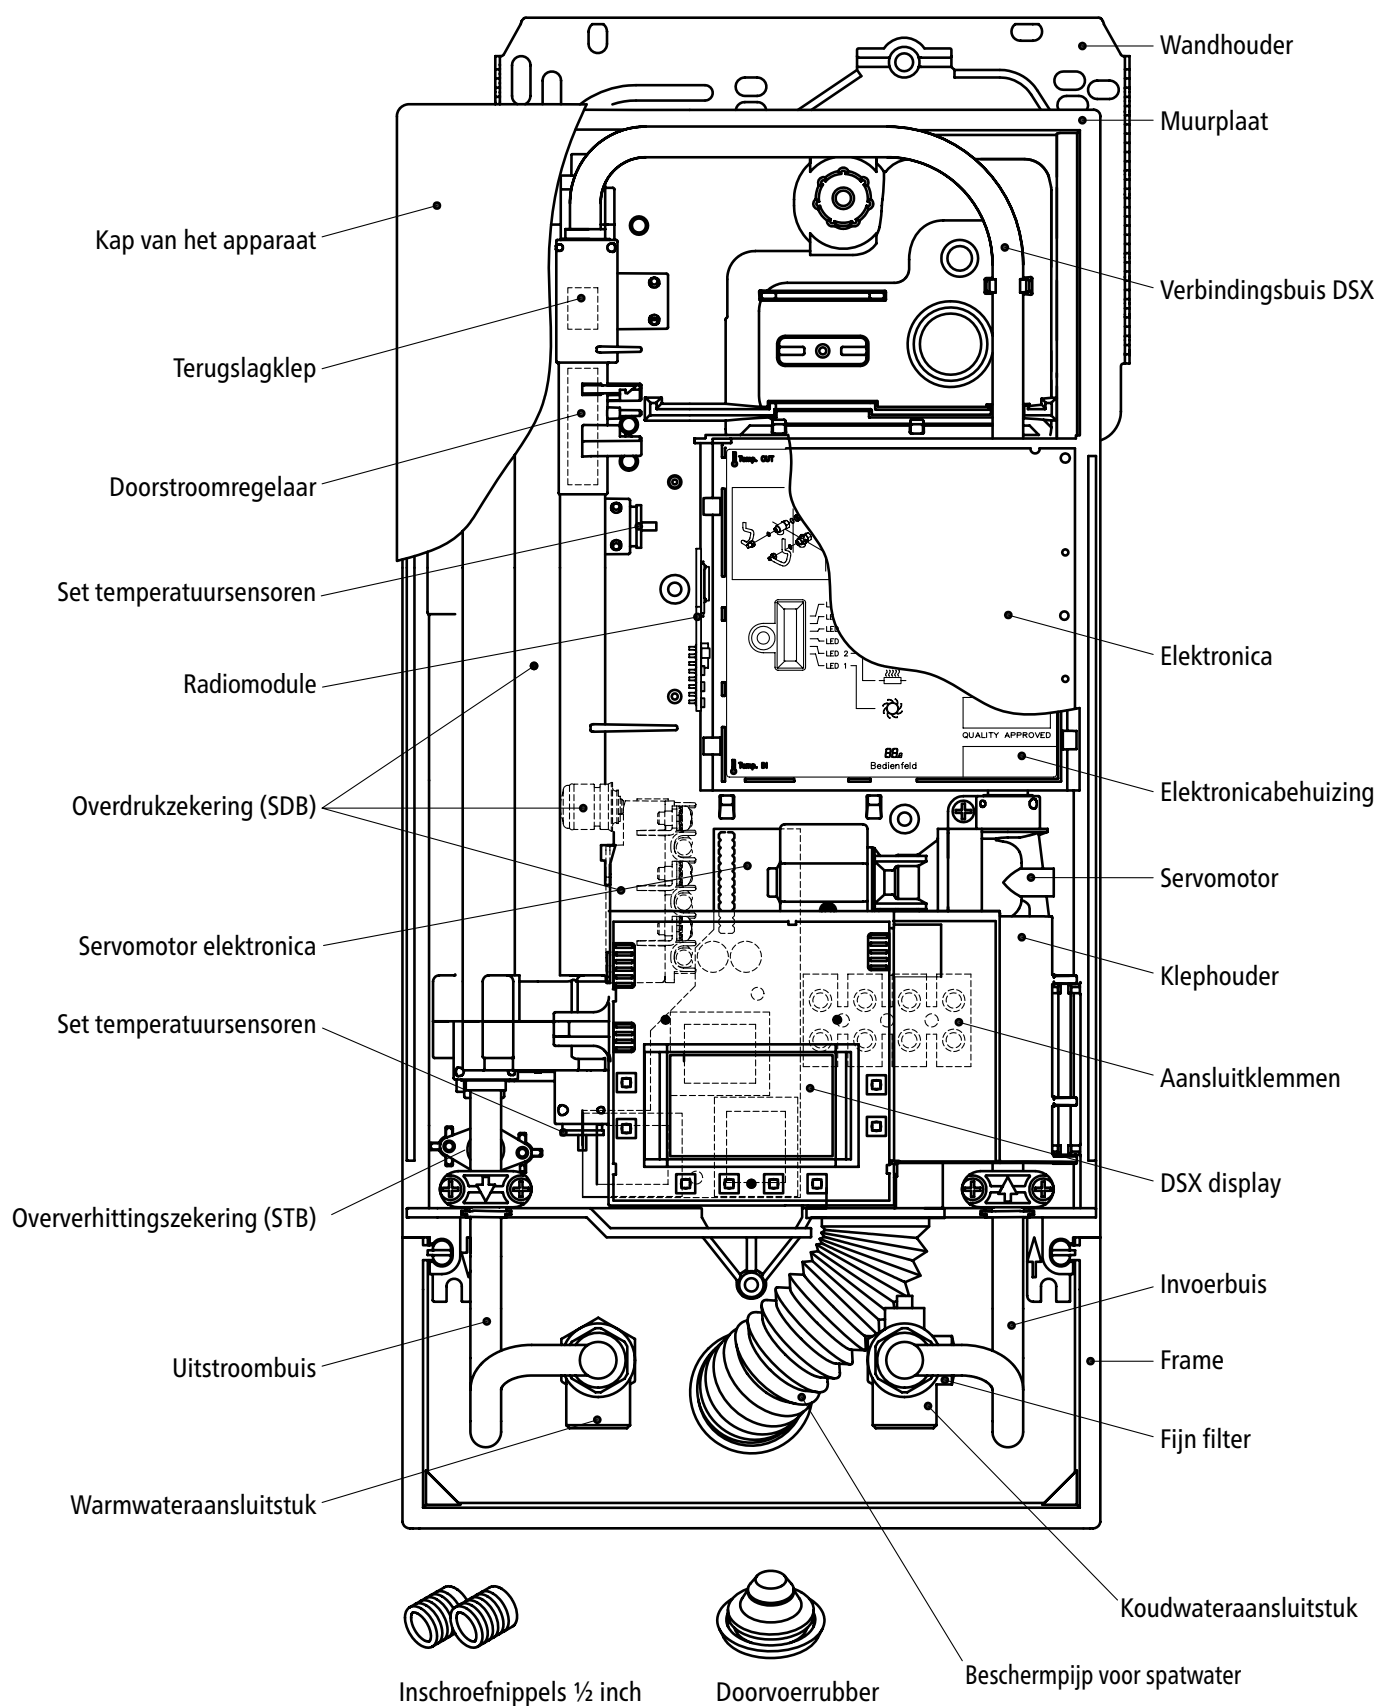 Wandhouder
Muurplaat
Kap van het apparaat
Verbindingsbuis DSX
Terugslagklep
Doorstroomregelaar
Temp. OUT
Set temperatuursensoren
LED 2
LED 1
Elektronica
Radiomodule
QUALITY APPROVED
Temp. IN
Bedienfeld
Elektronicabehuizing
Overdrukzekering (SDB)
Servomotor
Servomotor elektronica
Klephouder
Set temperatuursensoren
Aansluitklemmen
DSX display
Oververhittingszekering (STB)
Invoerbuis
Uitstroombuis
Frame
Fijn filter
Warmwateraansluitstuk
Koudwateraansluitstuk
Beschermpijp voor spatwater
Inschroefnippels ½ inch
Doorvoerrubber